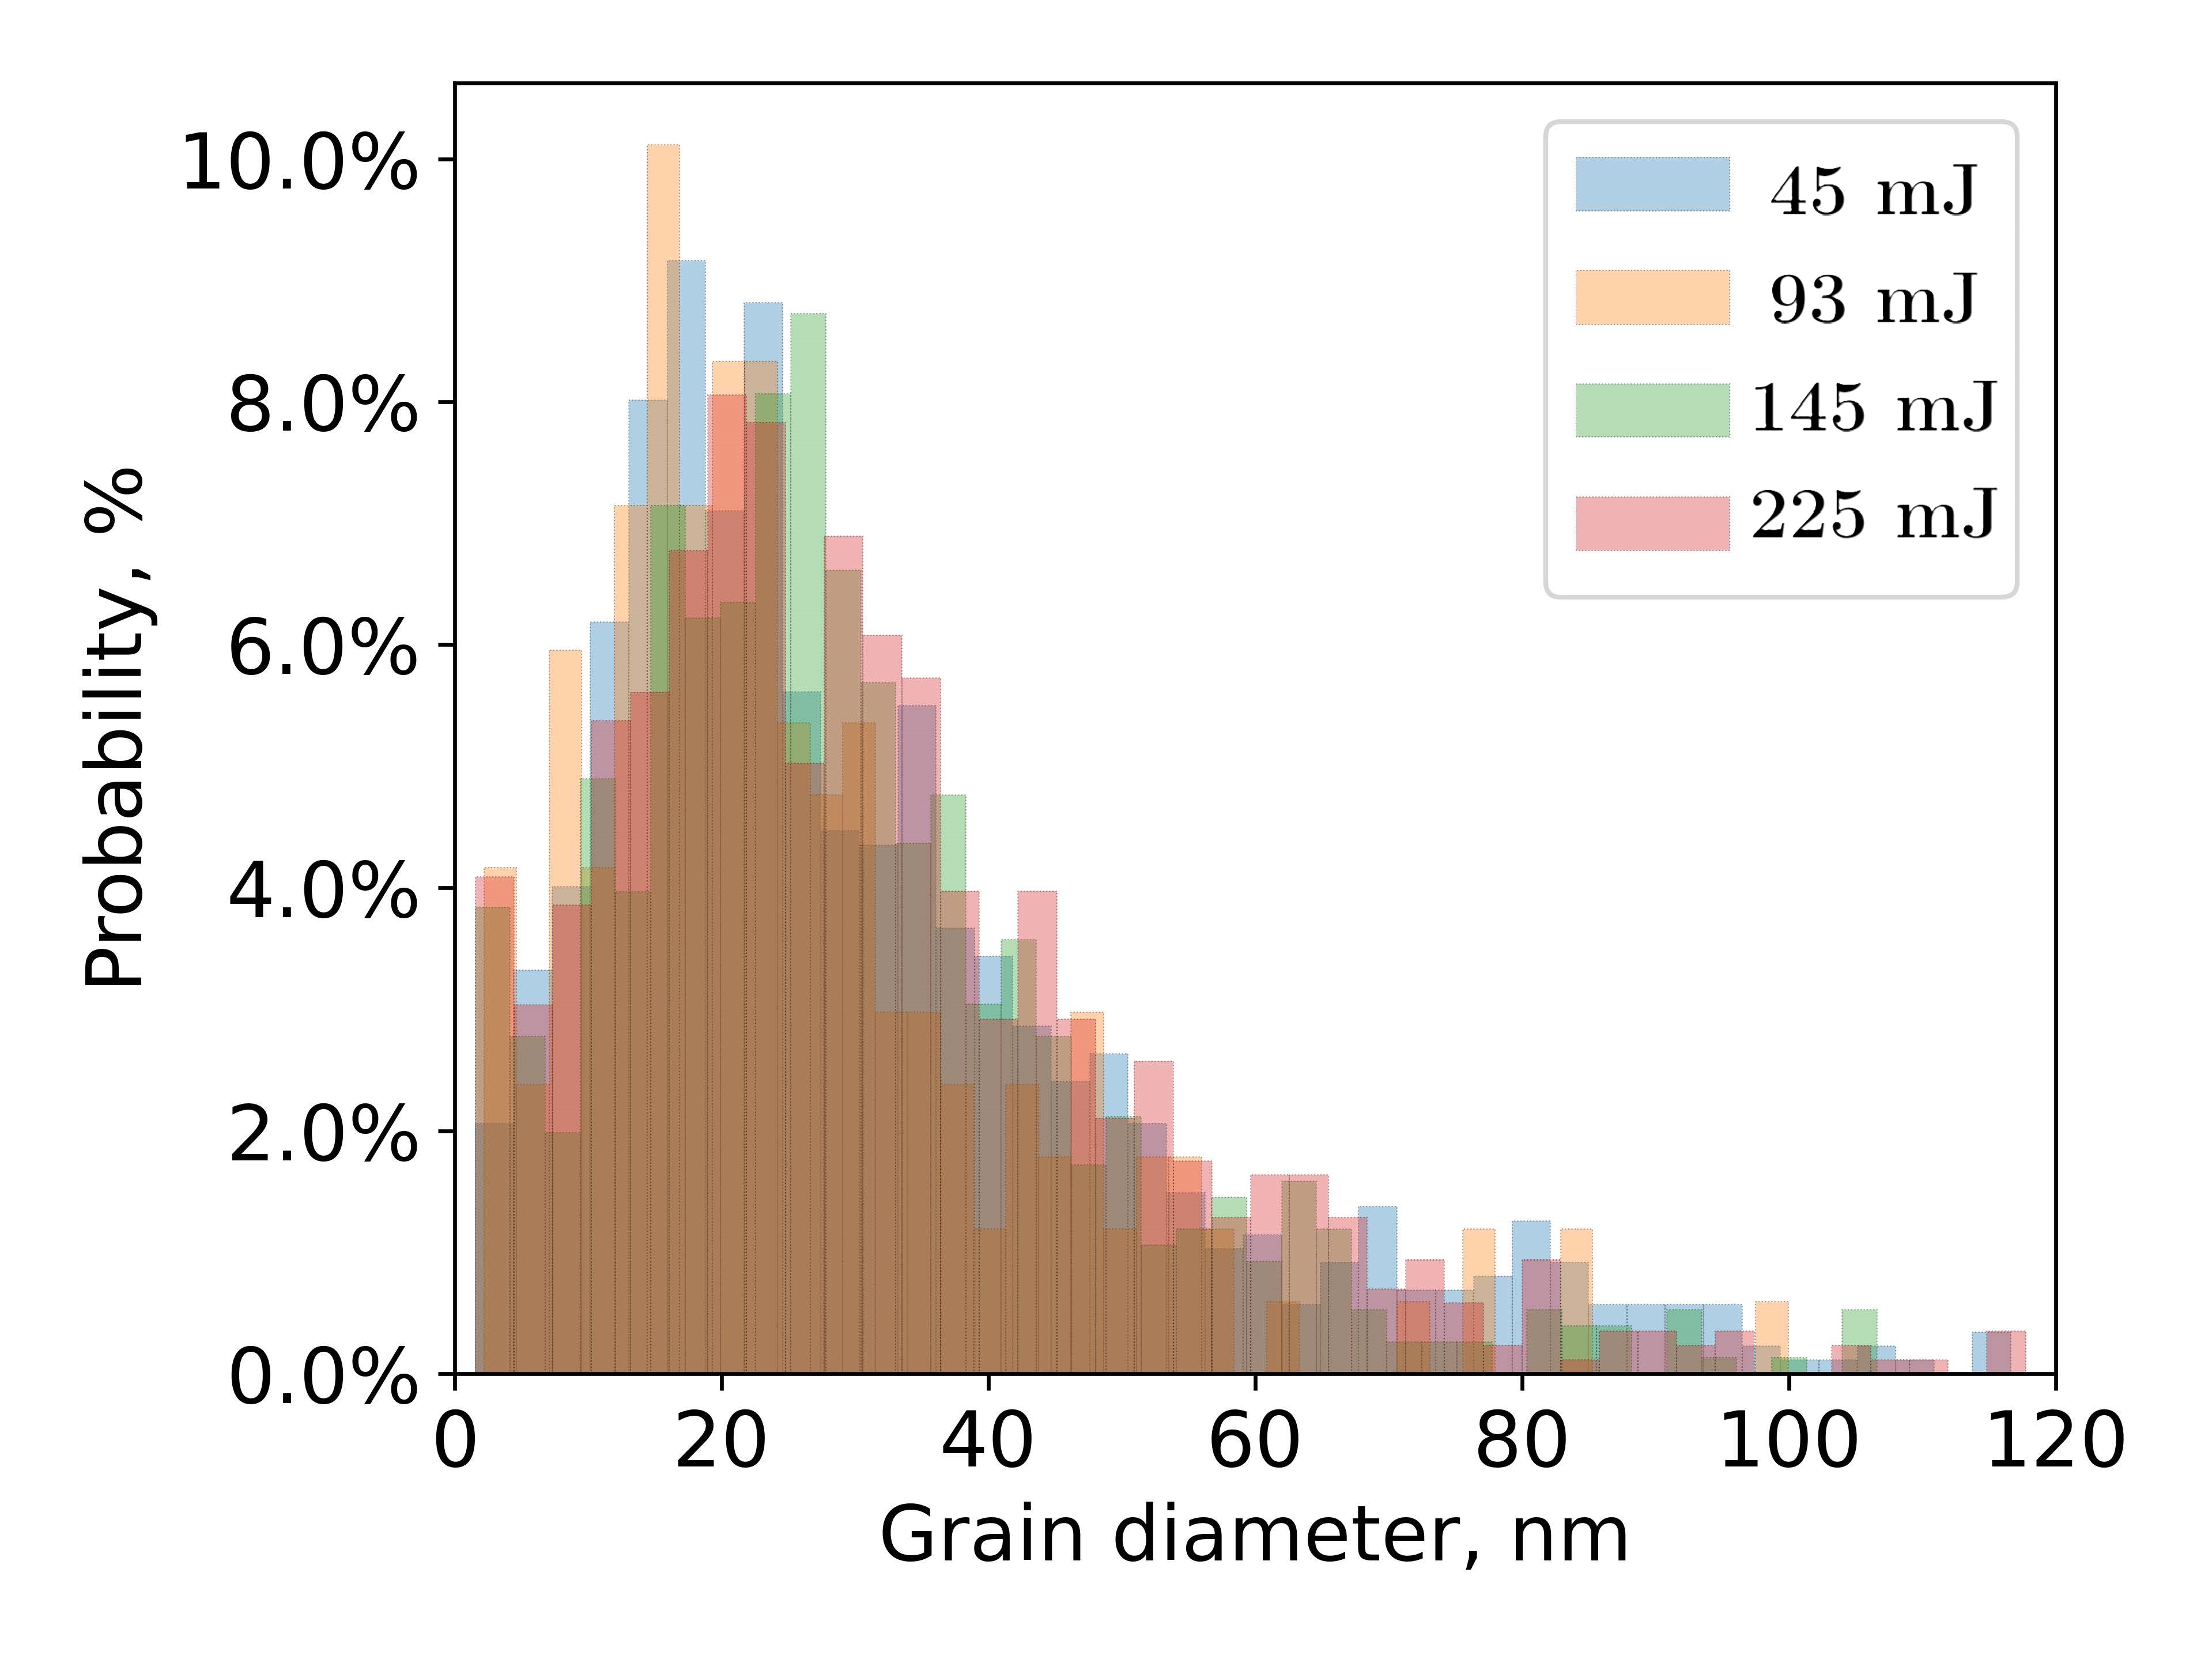 10.0%
8.0%
6.0%
4.0%
2.0%
0.0%
Probability, %
0 20 40 60 80 100 120
Grain diameter, nm
45 mJ
93 mJ
145 mJ
225 mJ